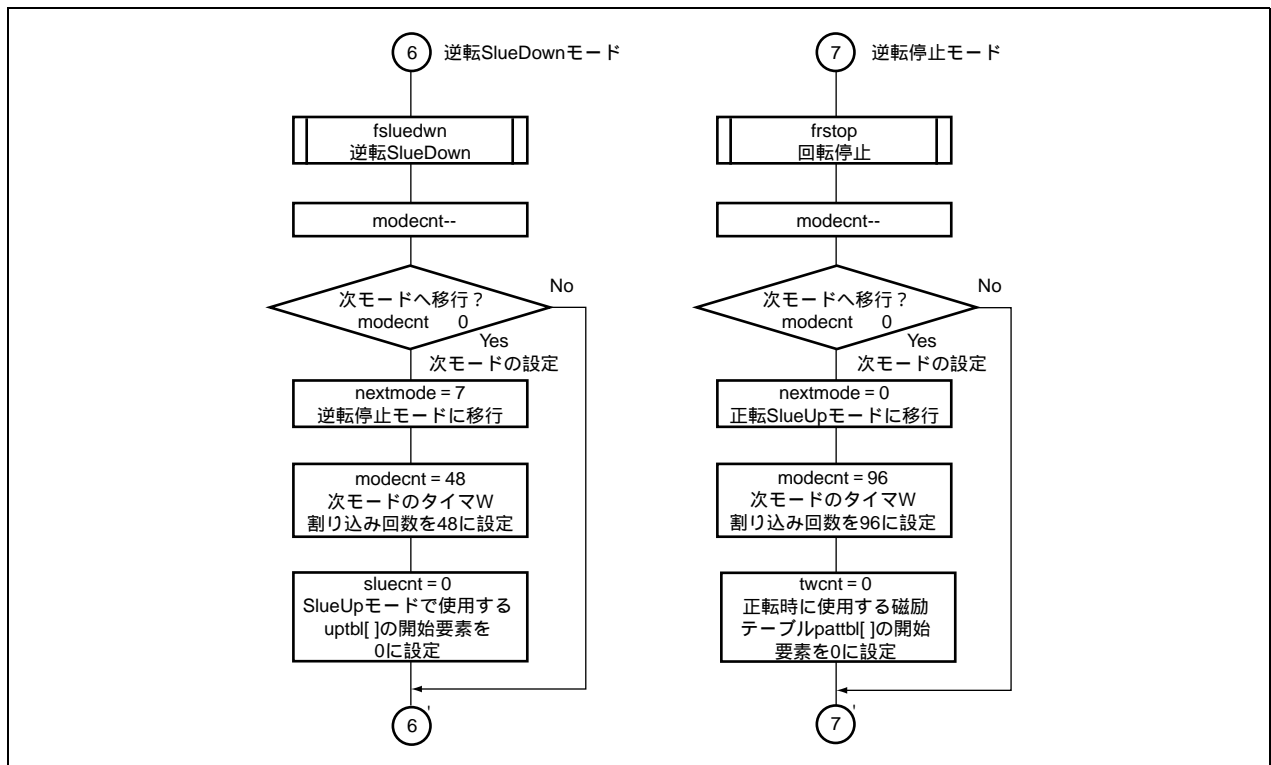 6 逆転SlueDownモード
fsluedwn
逆転SlueDown
modecnt--
次モードへ移行？
modecnt 0
No
Yes
次モードの設定
nextmode = 7
逆転停止モードに移行
modecnt = 48
次モードのタイマW
割り込み回数を48に設定
sluecnt = 0
SlueUpモードで使用する
uptbl[ ]の開始要素を
0に設定
6'
7 逆転停止モード
frstop
回転停止
modecnt--
次モードへ移行？
modecnt 0
No
Yes
次モードの設定
nextmode = 0
正転SlueUpモードに移行
modecnt = 96
次モードのタイマW
割り込み回数を96に設定
twcnt = 0
正転時に使用する磁励
テーブルpattbl[ ]の開始
要素を0に設定
7'